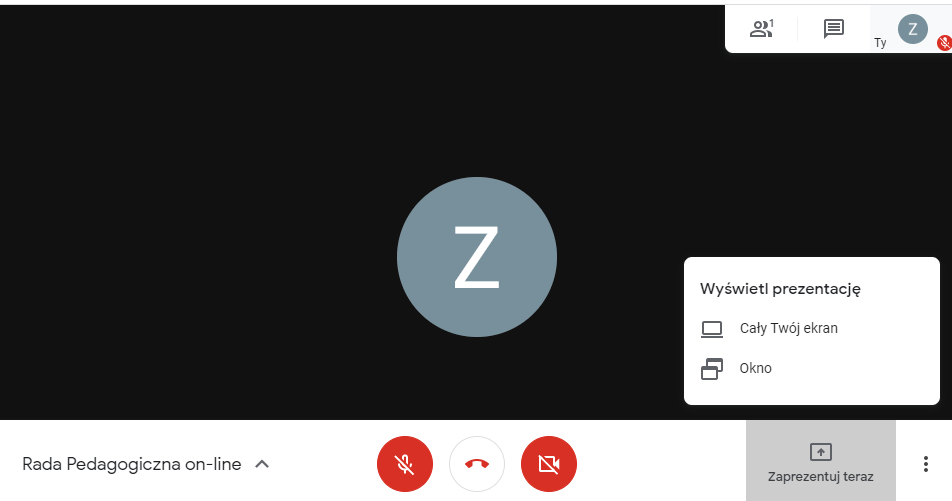 1
Z
Ty
Z
Wyświetl prezentację
Cały Twój ekran
Okno
Rada Pedagogiczna on-line
Zaprezentuj teraz